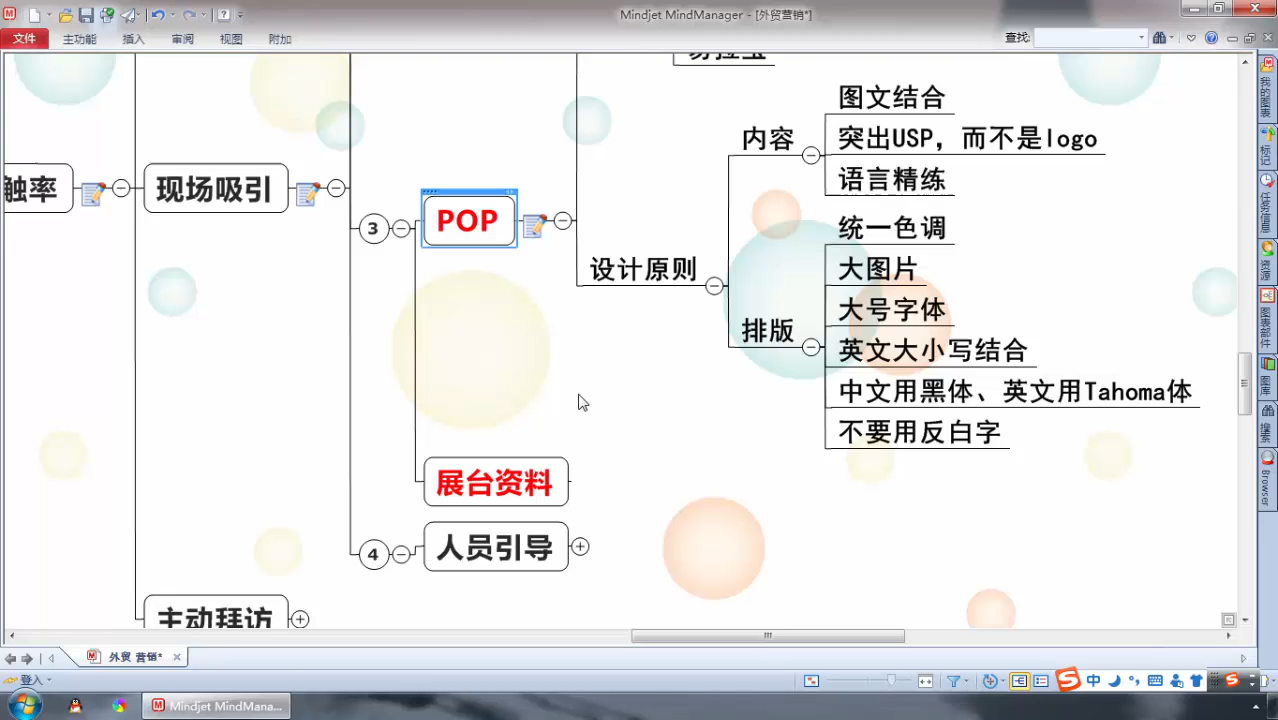 Mindjet MindManager - [外贸营销*]
文件
主功能
插入
审阅
视图
附加
查找:
触率
现场吸引
3
POP
设计原则
内容
图文结合
突出USP，而不是logo
语言精练
排版
统一色调
大图片
大号字体
英文大小写结合
中文用黑体、英文用Tahoma体
不要用反白字
展台资料
4
人员引导
主动拜访
我的图表
标记
任务信息
资源
图表部件
图库
搜索
Browser
外贸 营销*
登入
中
Mindjet MindMana...